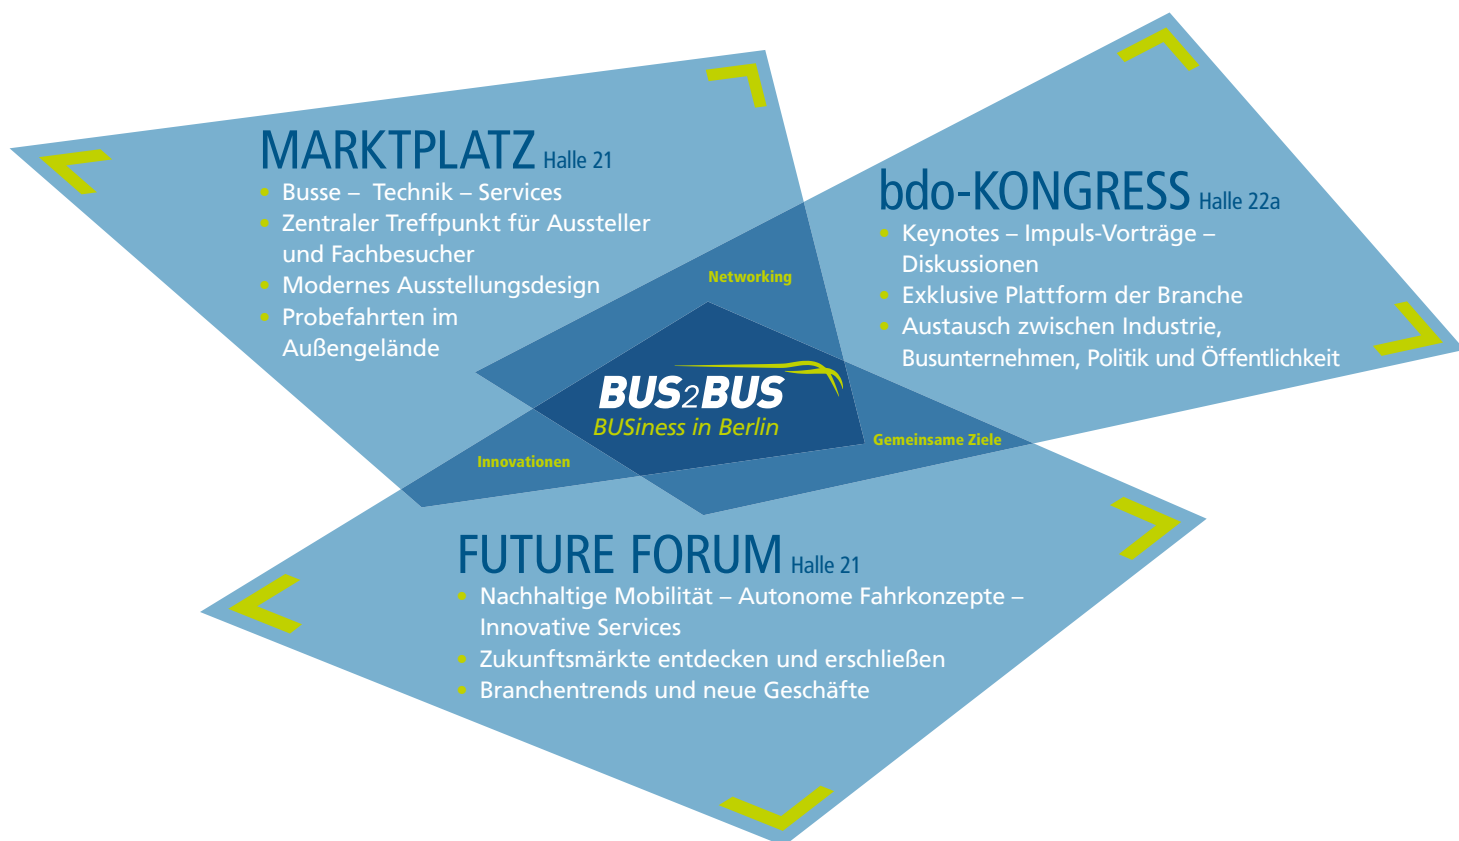 MARKTPLATZ Halle 21
• Busse – Technik – Services
• Zentraler Treffpunkt für Aussteller
und Fachbesucher
• Modernes Ausstellungsdesign
• Probefahrten im
Außengelände
bdo-KONGRESS Halle 22a
• Keynotes – Impuls-Vorträge –
Diskussionen
• Exklusive Plattform der Branche
• Austausch zwischen Industrie,
Busunternehmen, Politik und Öffentlichkeit
Networking
BUS2BUS
BUSiness in Berlin
Gemeinsame Ziele
Innovationen
FUTURE FORUM Halle 21
• Nachhaltige Mobilität – Autonome Fahrkonzepte –
Innovative Services
• Zukunftsmärkte entdecken und erschließen
• Branchentrends und neue Geschäfte